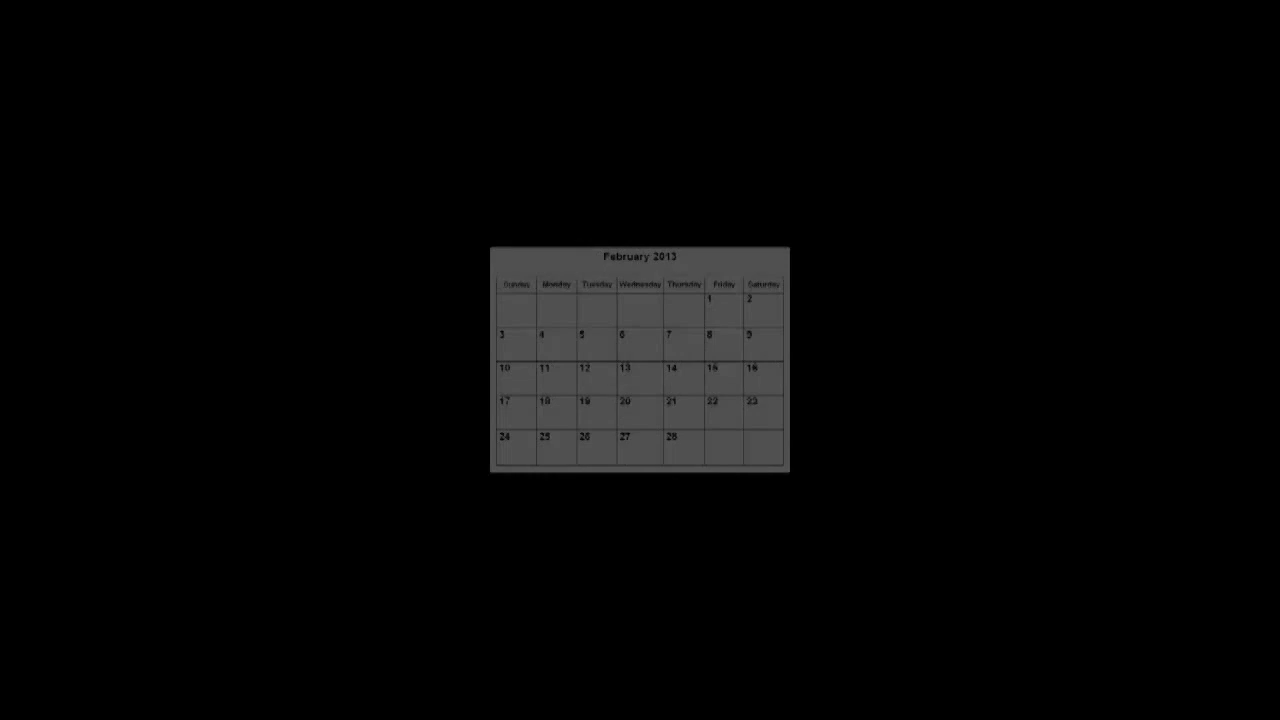 February 2013
Sunday Monday Tuesday Wednesday Thursday Friday Saturday
1 2
3 4 5 6 7 8 9
10 11 12 13 14 15 16
17 18 19 20 21 22 23
24 25 26 27 28